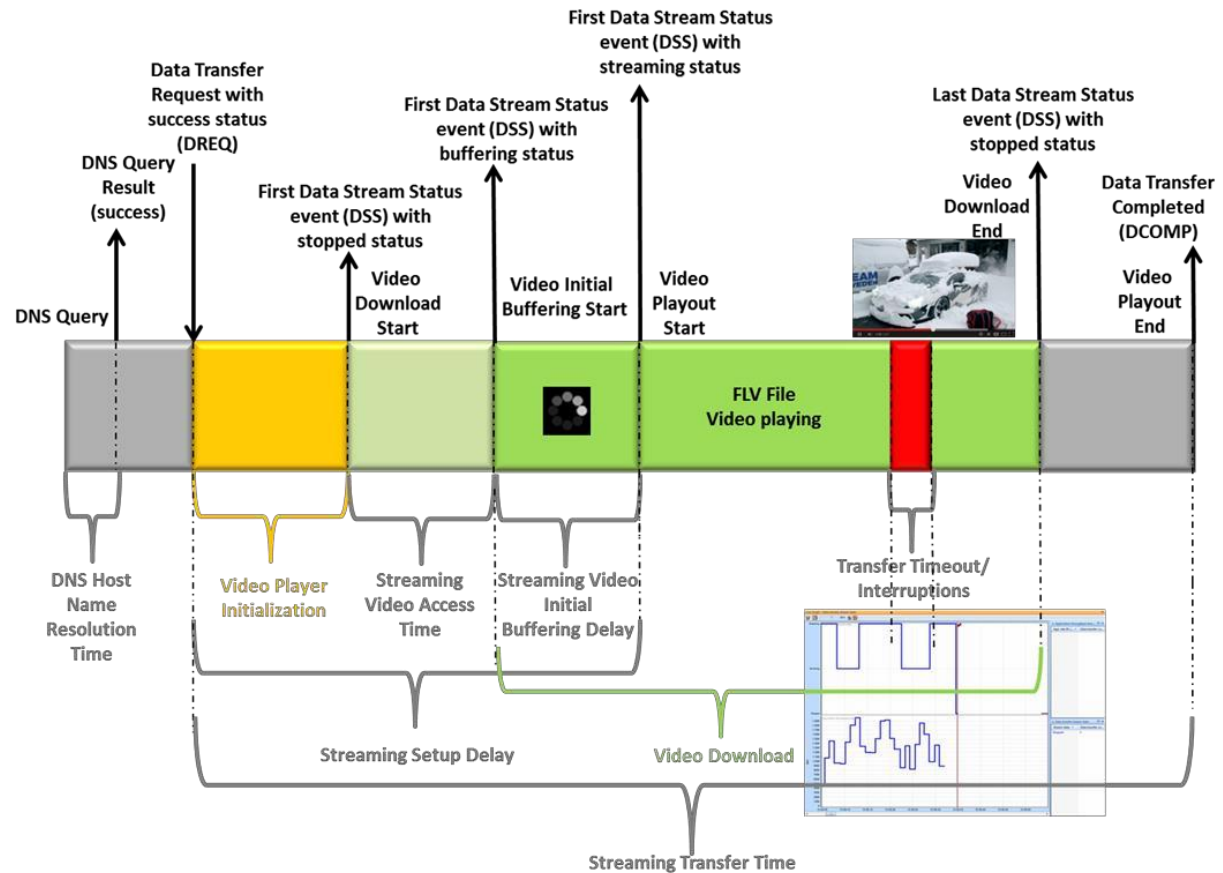 First Data Stream Status
event (DSS) with
streaming status
Data Transfer
Request with
success status
(DREQ)
First Data Stream Status
event (DSS) with
buffering status
Last Data Stream Status
event (DSS) with
stopped status
DNS Query
Result
(success)
First Data Stream Status
event (DSS) with
stopped status
Video
Download
End
Data Transfer
Completed
(DCOMP)
DNS Query
Video
Download
Start
Video Initial
Buffering Start
Video
Playout
Start
Video
Playout
End
FLV File
Video playing
DNS Host
Name
Resolution
Time
Video Player
Initialization
Streaming
Video Access
Time
Streaming Video
Initial
Buffering Delay
Transfer Timeout/
Interruptions
Streaming Setup Delay
Video Download
Streaming Transfer Time